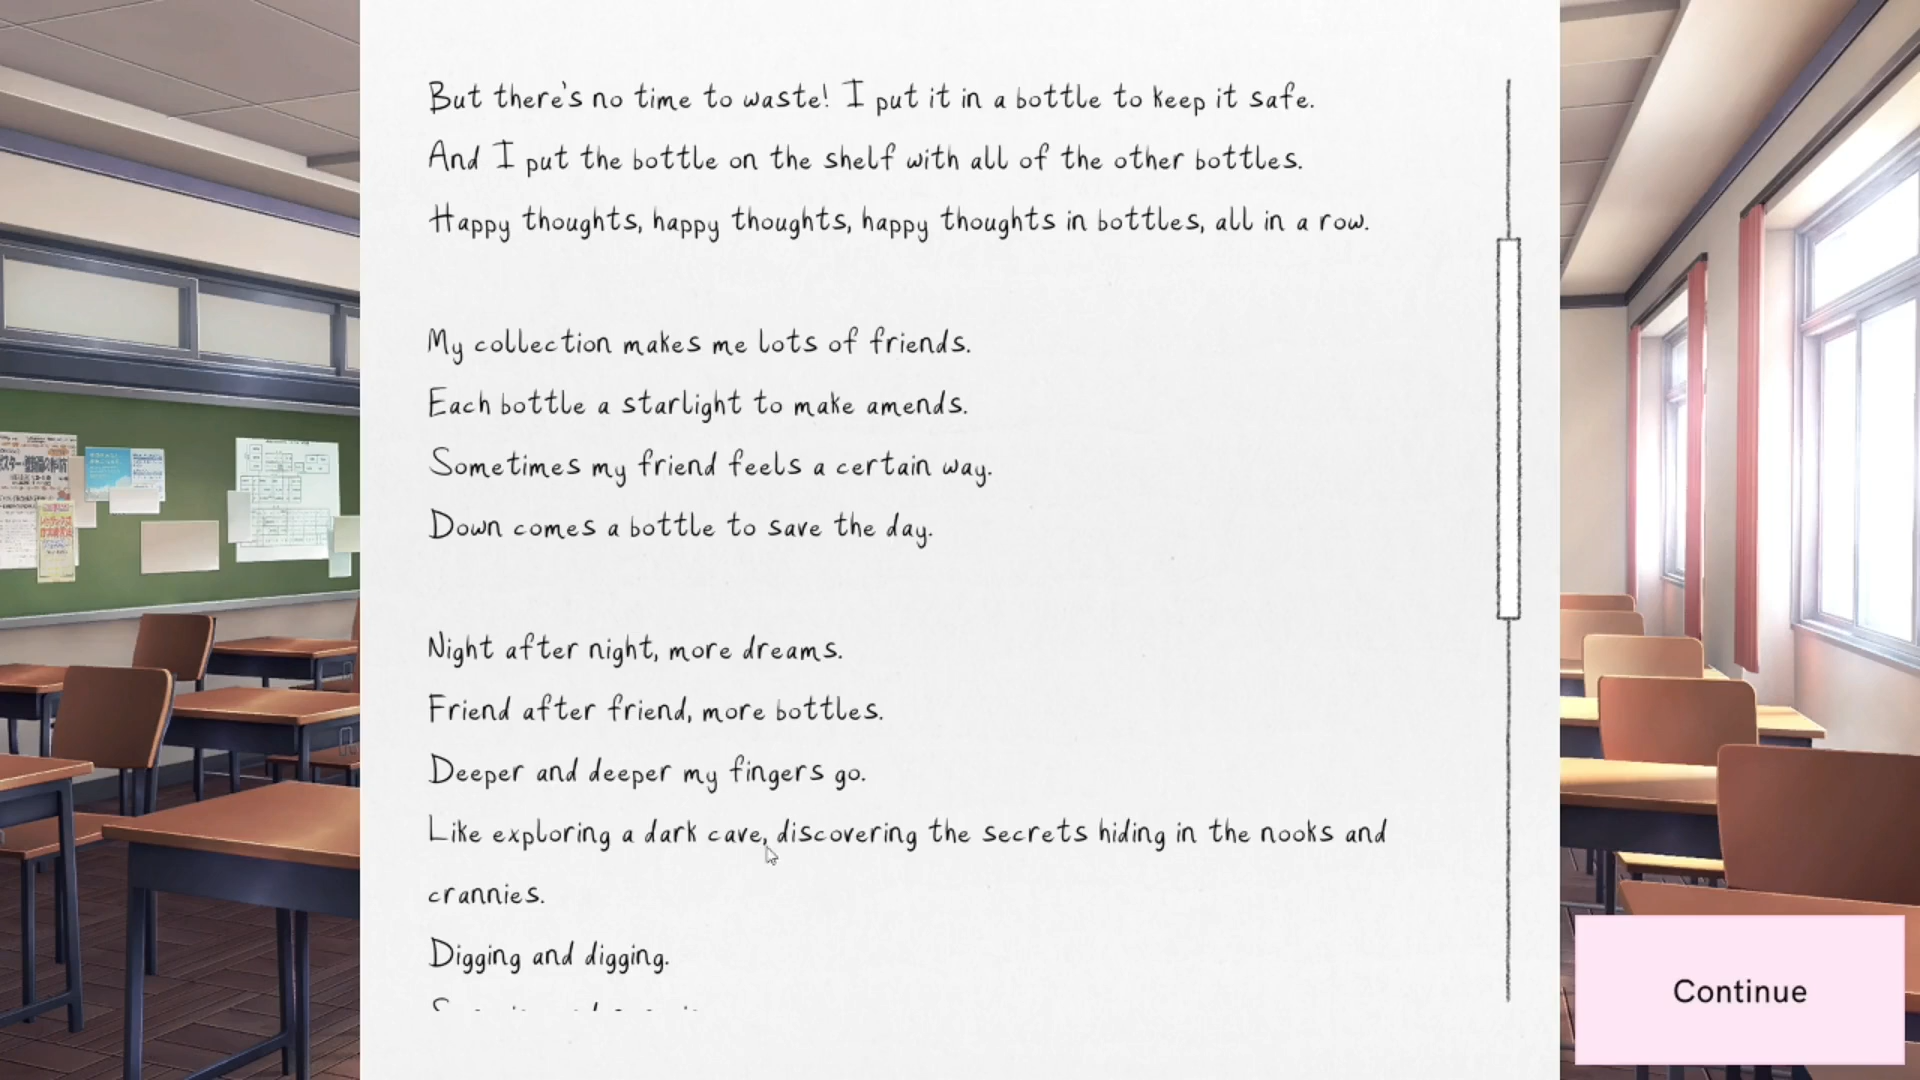 But there's no time to waste! I put it in a bottle to keep it safe.
And I put the bottle on the shelf with all of the other bottles.
Happy thoughts, happy thoughts, happy thoughts in bottles, all in a row.
My collection makes me lots of friends.
Each bottle a starlight to make amends.
Sometimes my friend feels a certain way.
Down comes a bottle to save the day.
Night after night, more dreams.
Friend after friend, more bottles.
Deeper and deeper my fingers go.
Like exploring a dark cave, discovering the secrets hiding in the nooks and
crannies.
Digging and digging.
Continue